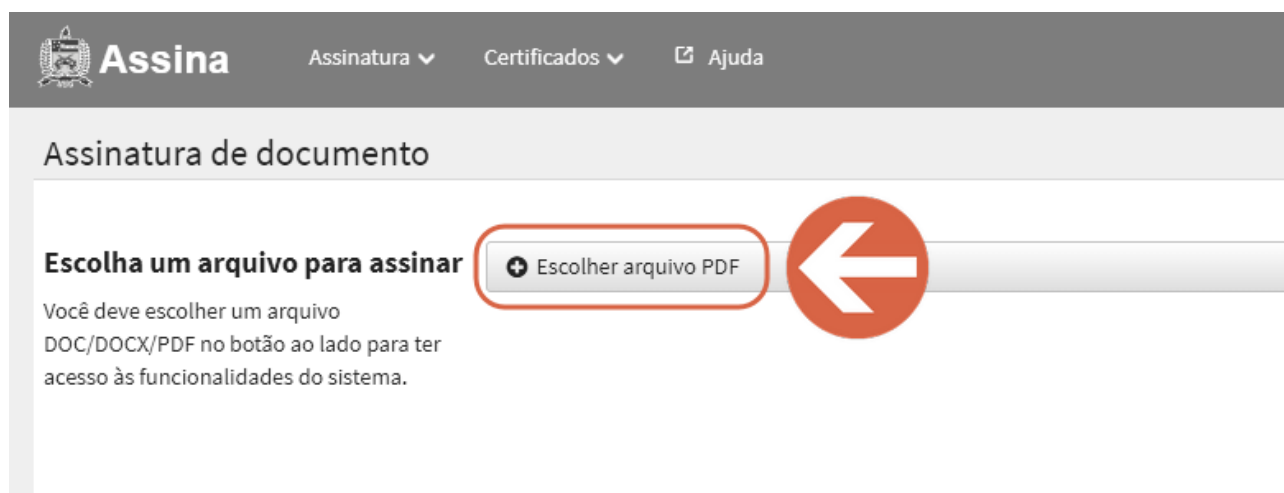 Assina Assinatura Certificados Ajuda
Assinatura de documento
Escolha um arquivo para assinar
Escolher arquivo PDF
Você deve escolher um arquivo
DOC/DOCX/PDF no botão ao lado para ter
acesso às funcionalidades do sistema.